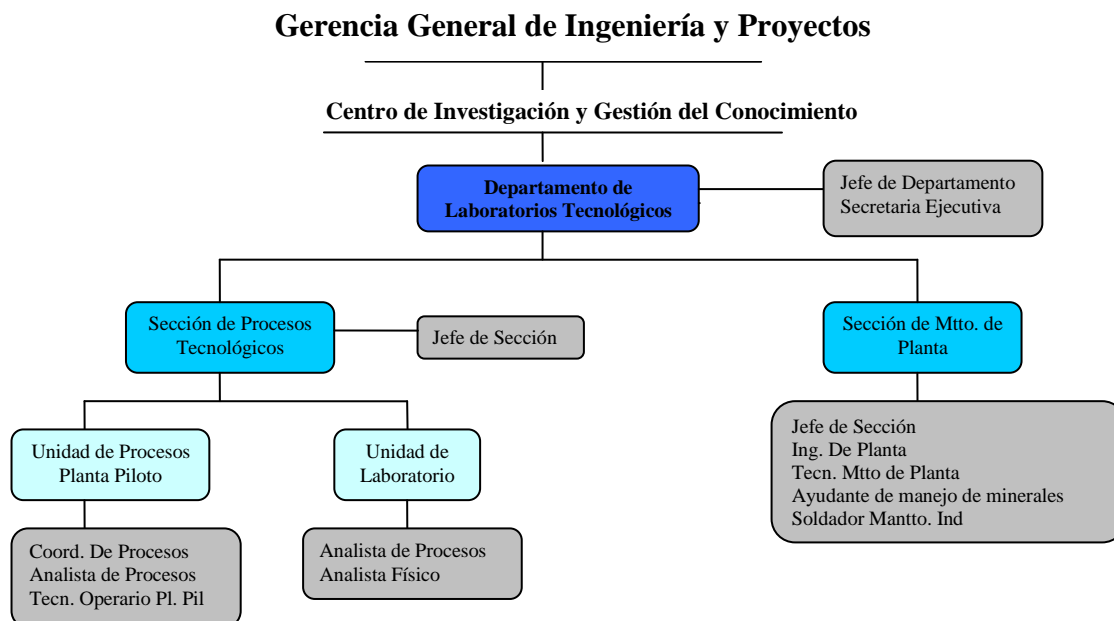 Gerencia General de Ingeniería y Proyectos
Centro de Investigación y Gestión del Conocimiento
Departamento de
Laboratorios Tecnológicos
Jefe de Departamento
Secretaria Ejecutiva
Sección de Procesos
Tecnológicos
Jefe de Sección
Sección de Mtto. de
Planta
Unidad de Procesos
Planta Piloto
Unidad de
Laboratorio
Jefe de Sección
Ing. De Planta
Tecn. Mtto de Planta
Ayudante de manejo de minerales
Soldador Mantto. Ind
Coord. De Procesos
Analista de Procesos
Tecn. Operario Pl. Pil
Analista de Procesos
Analista Físico